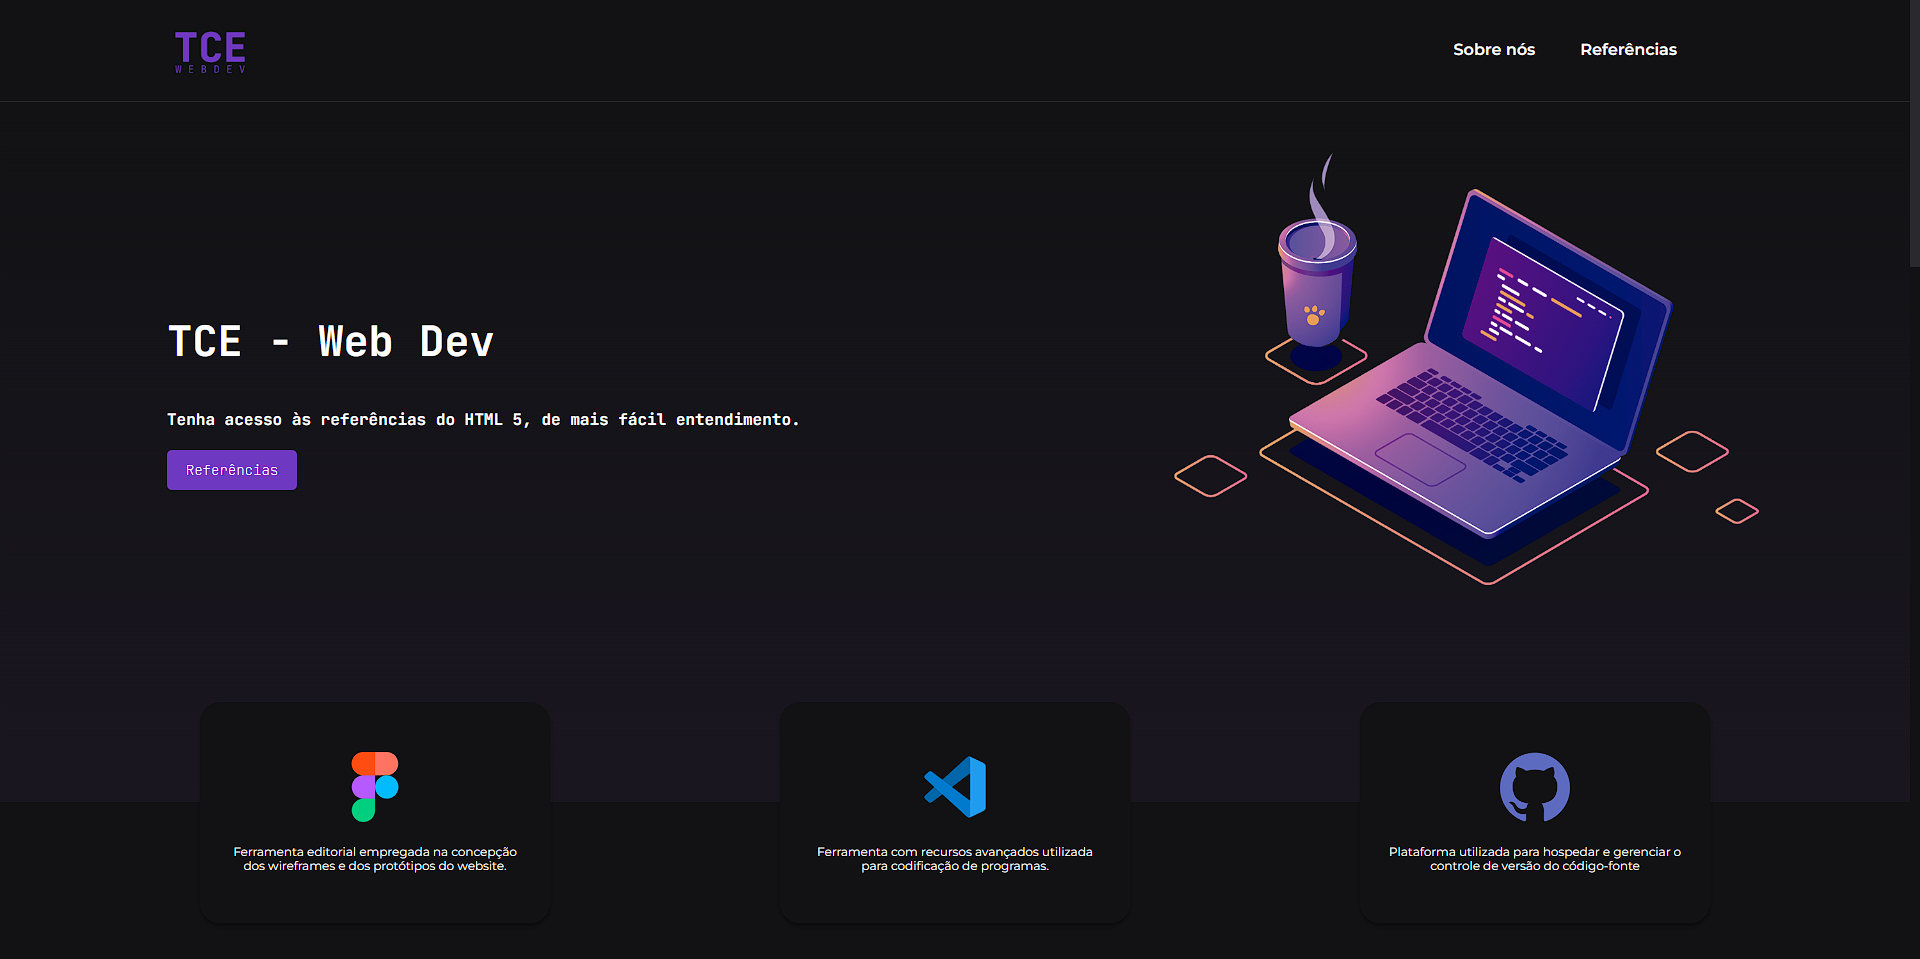 TCE
WEBDEV
Sobre nós
Referências
TCE - Web Dev
Tenha acesso às referências do HTML 5, de mais fácil entendimento.
Referências
Ferramenta editorial empregada na concepção
dos wireframes e dos protótipos do website.
Ferramenta com recursos avançados utilizada
para codificação de programas.
Plataforma utilizada para hospedar e gerenciar o
controle de versão do código-fonte